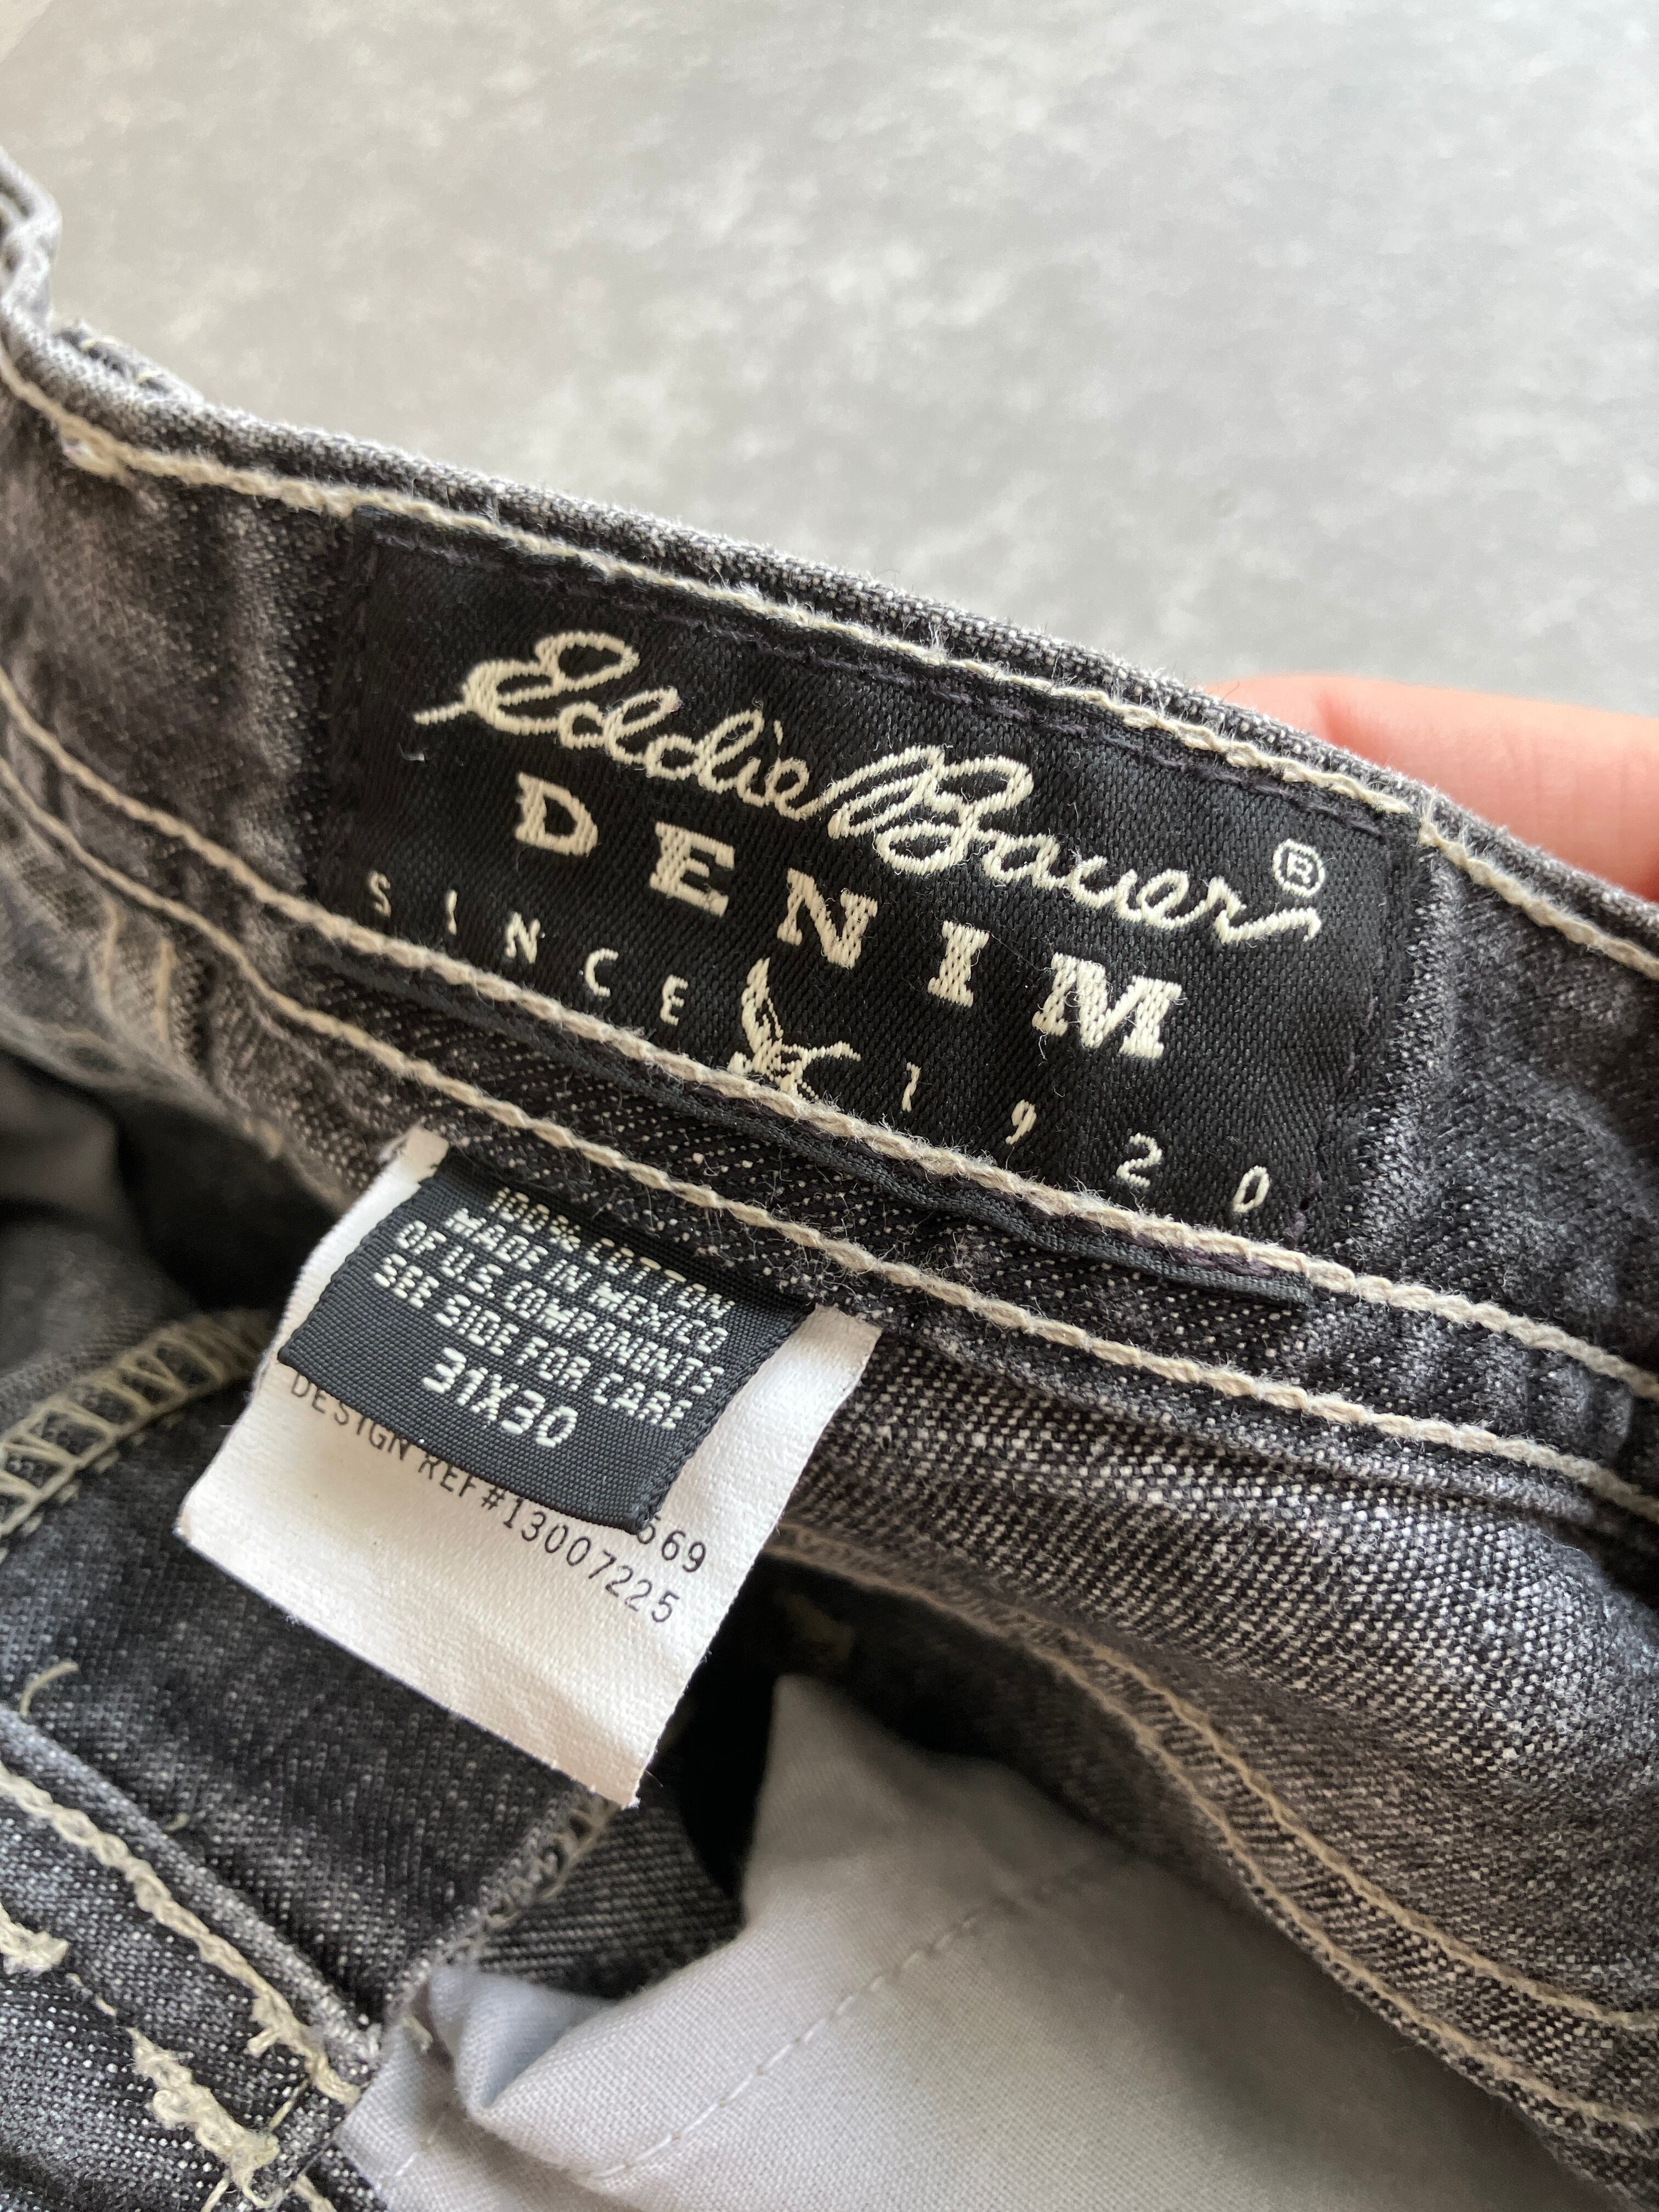 Eddie Bauer®
DENIM
SINCE 1920
100% COTTON
MADE IN MEXICO
OF U.S. COMPONENTS
SEE SIDE FOR CARE
31X30
569
DESIGN REF#13007225